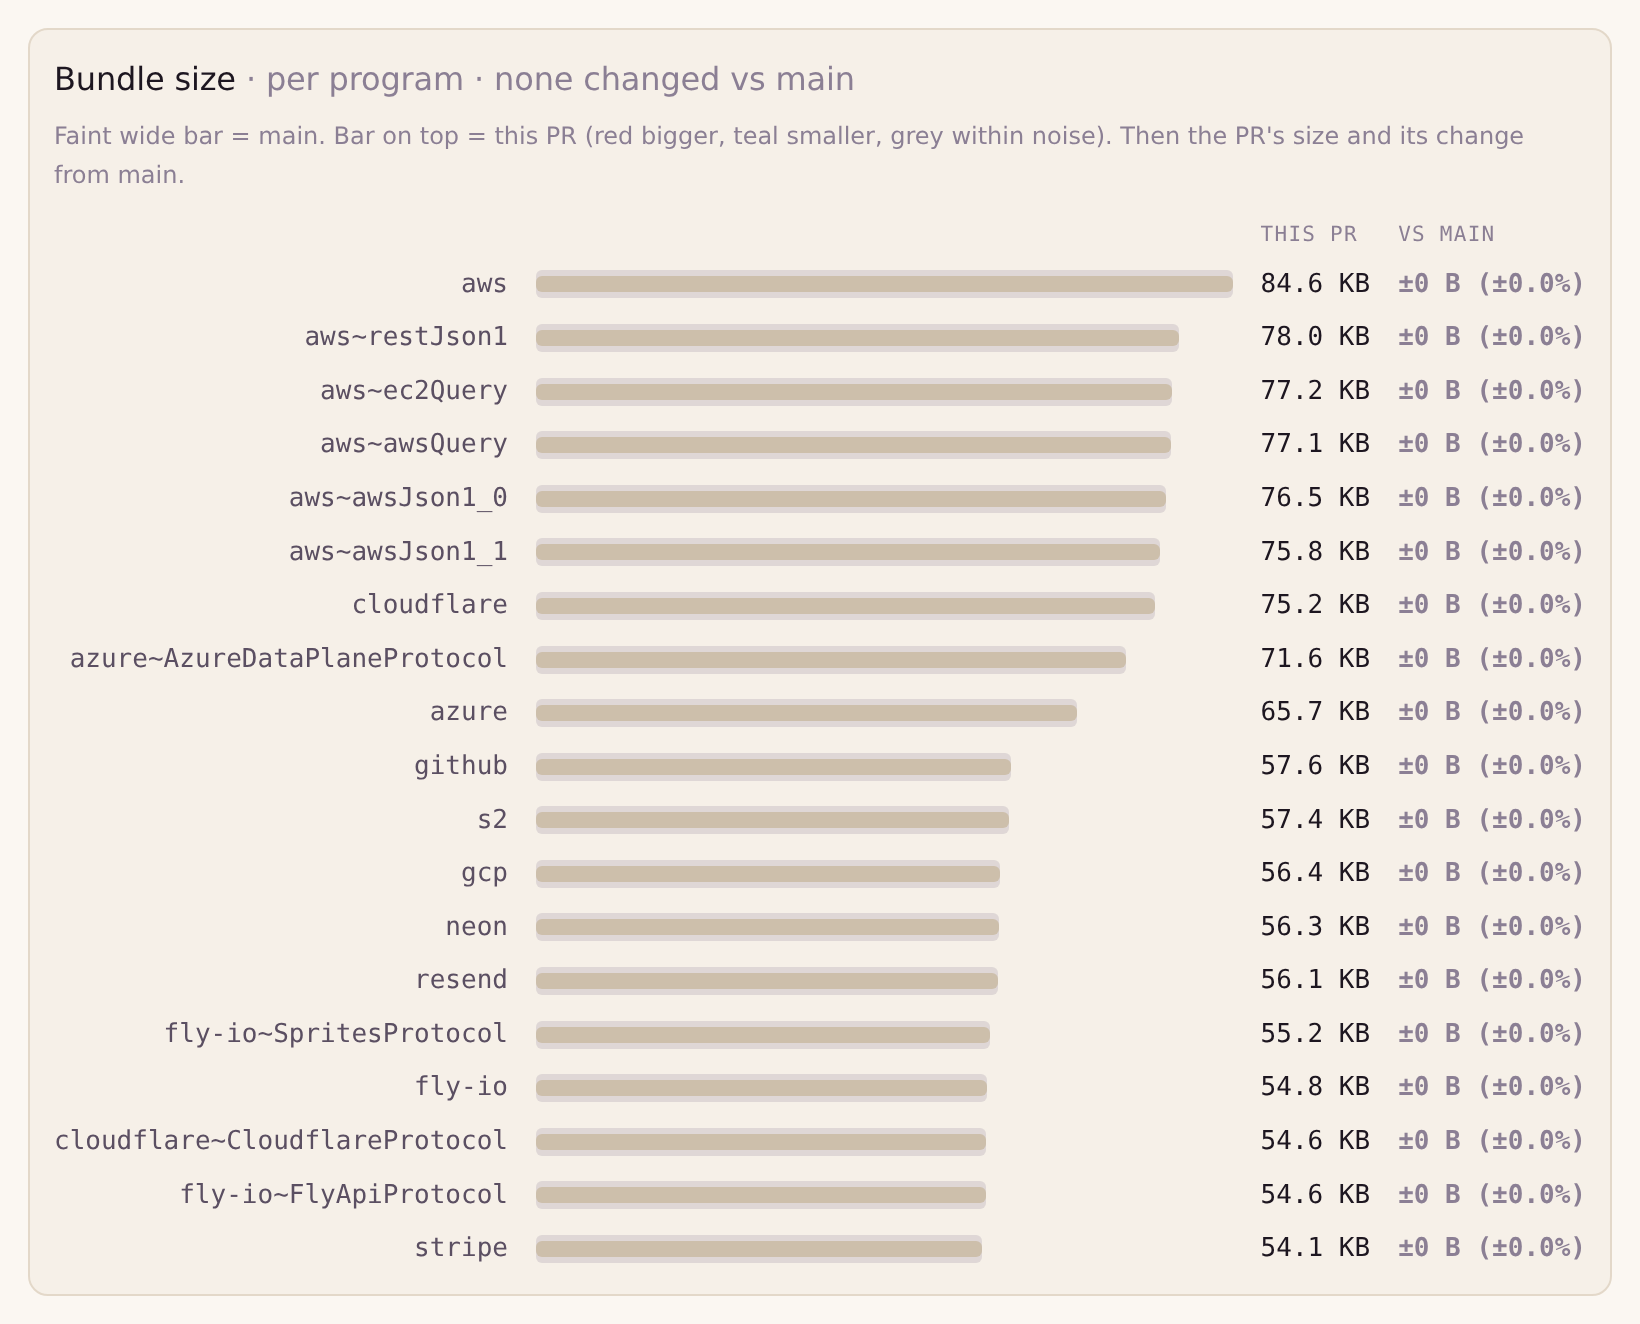 Bundle size · per program · none changed vs main
Faint wide bar = main. Bar on top = this PR (red bigger, teal smaller, grey within noise). Then the PR's size and its change
from main.
THIS PR VS MAIN
aws 84.6 KB ±0 B (±0.0%)
aws~restJson1 78.0 KB ±0 B (±0.0%)
aws~ec2Query 77.2 KB ±0 B (±0.0%)
aws~awsQuery 77.1 KB ±0 B (±0.0%)
aws~awsJson1_0 76.5 KB ±0 B (±0.0%)
aws~awsJson1_1 75.8 KB ±0 B (±0.0%)
cloudflare 75.2 KB ±0 B (±0.0%)
azure~AzureDataPlaneProtocol 71.6 KB ±0 B (±0.0%)
azure 65.7 KB ±0 B (±0.0%)
github 57.6 KB ±0 B (±0.0%)
s2 57.4 KB ±0 B (±0.0%)
gcp 56.4 KB ±0 B (±0.0%)
neon 56.3 KB ±0 B (±0.0%)
resend 56.1 KB ±0 B (±0.0%)
fly-io~SpritesProtocol 55.2 KB ±0 B (±0.0%)
fly-io 54.8 KB ±0 B (±0.0%)
cloudflare~CloudflareProtocol 54.6 KB ±0 B (±0.0%)
fly-io~FlyApiProtocol 54.6 KB ±0 B (±0.0%)
stripe 54.1 KB ±0 B (±0.0%)